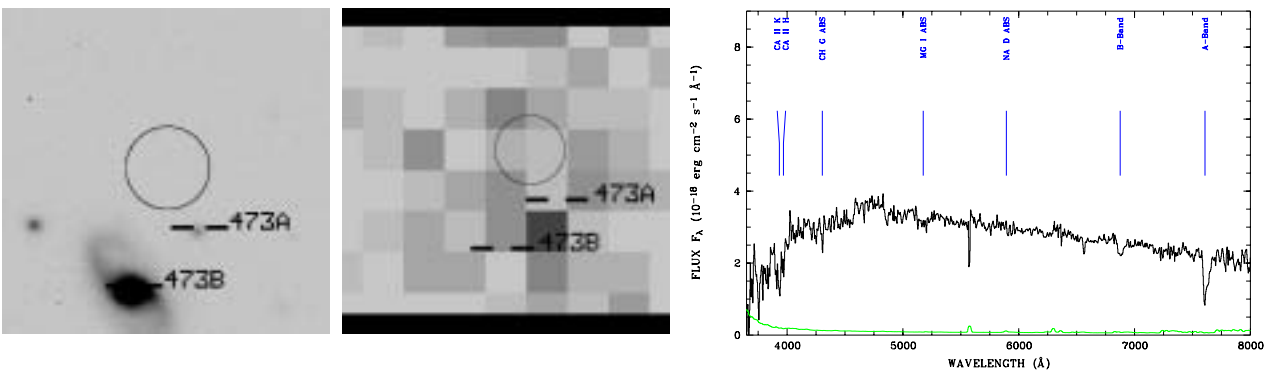 473A
473B
473A
473B
CA II K
CA II H
CH G ABS
MG I ABS
NA D ABS
B-Band
A-Band
FLUX Fλ (10⁻¹⁸ erg cm⁻² s⁻¹ Å⁻¹)
8
6
4
2
0
4000 5000 6000 7000 8000
WAVELENGTH (Å)